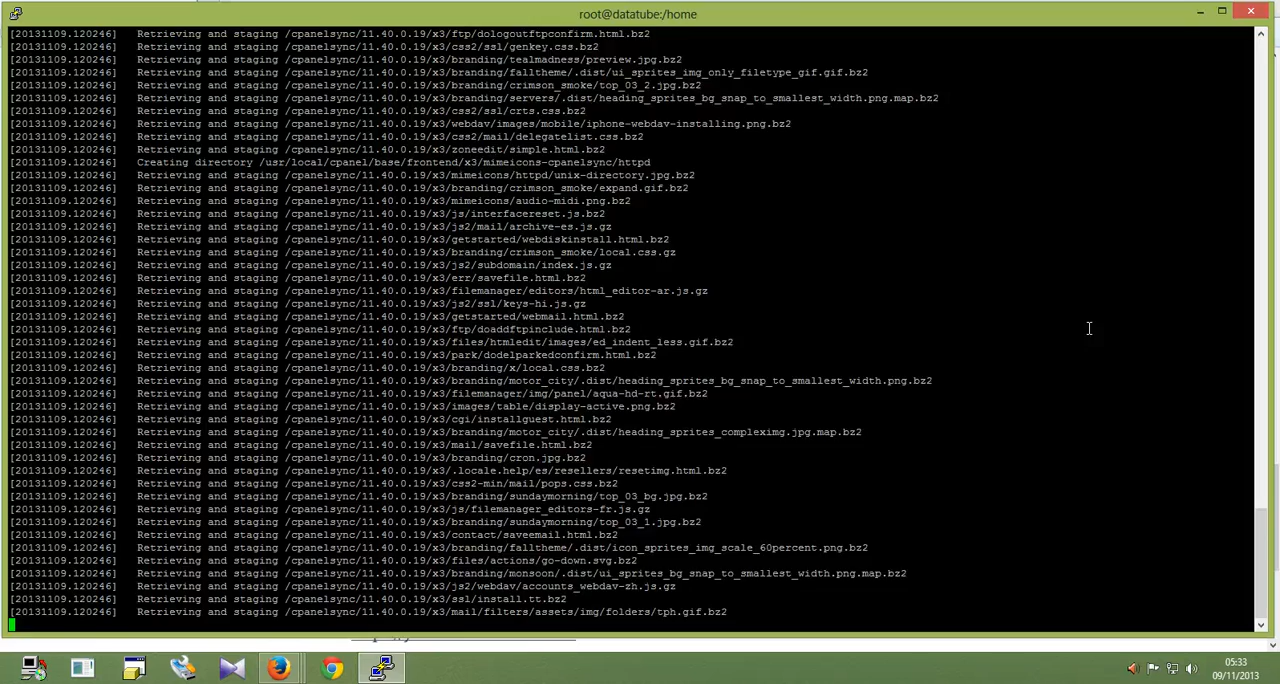 root@datatube:/home
[20131109.120246]   Retrieving and staging /cpanelsync/11.40.0.19/x3/ftp/dologoutftpconfirm.html.bz2
[20131109.120246]   Retrieving and staging /cpanelsync/11.40.0.19/x3/css2/ssl/genkey.css.bz2
[20131109.120246]   Retrieving and staging /cpanelsync/11.40.0.19/x3/branding/tealmadness/preview.jpg.bz2
[20131109.120246]   Retrieving and staging /cpanelsync/11.40.0.19/x3/branding/falltheme/.dist/ui_sprites_img_only_filetype_gif.gif.bz2
[20131109.120246]   Retrieving and staging /cpanelsync/11.40.0.19/x3/branding/crimson_smoke/top_03_2.jpg.bz2
[20131109.120246]   Retrieving and staging /cpanelsync/11.40.0.19/x3/branding/servers/.dist/heading_sprites_bg_snap_to_smallest_width.png.map.bz2
[20131109.120246]   Retrieving and staging /cpanelsync/11.40.0.19/x3/css2/ssl/crts.css.bz2
[20131109.120246]   Retrieving and staging /cpanelsync/11.40.0.19/x3/webdav/images/mobile/iphone-webdav-installing.png.bz2
[20131109.120246]   Retrieving and staging /cpanelsync/11.40.0.19/x3/css2/mail/delegatelist.css.bz2
[20131109.120246]   Retrieving and staging /cpanelsync/11.40.0.19/x3/zoneedit/simple.html.bz2
[20131109.120246]   Creating directory /usr/local/cpanel/base/frontend/x3/mimeicons-cpanelsync/httpd
[20131109.120246]   Retrieving and staging /cpanelsync/11.40.0.19/x3/mimeicons/httpd/unix-directory.jpg.bz2
[20131109.120246]   Retrieving and staging /cpanelsync/11.40.0.19/x3/branding/crimson_smoke/expand.gif.bz2
[20131109.120246]   Retrieving and staging /cpanelsync/11.40.0.19/x3/mimeicons/audio-midi.png.bz2
[20131109.120246]   Retrieving and staging /cpanelsync/11.40.0.19/x3/js/interfacereset.js.bz2
[20131109.120246]   Retrieving and staging /cpanelsync/11.40.0.19/x3/js2/mail/archive-es.js.gz
[20131109.120246]   Retrieving and staging /cpanelsync/11.40.0.19/x3/getstarted/webdiskinstall.html.bz2
[20131109.120246]   Retrieving and staging /cpanelsync/11.40.0.19/x3/branding/crimson_smoke/local.css.gz
[20131109.120246]   Retrieving and staging /cpanelsync/11.40.0.19/x3/js2/subdomain/index.js.gz
[20131109.120246]   Retrieving and staging /cpanelsync/11.40.0.19/x3/err/savefile.html.bz2
[20131109.120246]   Retrieving and staging /cpanelsync/11.40.0.19/x3/filemanager/editors/html_editor-ar.js.gz
[20131109.120246]   Retrieving and staging /cpanelsync/11.40.0.19/x3/js2/ssl/keys-hi.js.gz
[20131109.120246]   Retrieving and staging /cpanelsync/11.40.0.19/x3/getstarted/webmail.html.bz2
[20131109.120246]   Retrieving and staging /cpanelsync/11.40.0.19/x3/ftp/doaddftpinclude.html.bz2
[20131109.120246]   Retrieving and staging /cpanelsync/11.40.0.19/x3/files/htmledit/images/ed_indent_less.gif.bz2
[20131109.120246]   Retrieving and staging /cpanelsync/11.40.0.19/x3/park/dodelparkedconfirm.html.bz2
[20131109.120246]   Retrieving and staging /cpanelsync/11.40.0.19/x3/branding/x/local.css.bz2
[20131109.120246]   Retrieving and staging /cpanelsync/11.40.0.19/x3/branding/motor_city/.dist/heading_sprites_bg_snap_to_smallest_width.png.bz2
[20131109.120246]   Retrieving and staging /cpanelsync/11.40.0.19/x3/filemanager/img/panel/aqua-hd-rt.gif.bz2
[20131109.120246]   Retrieving and staging /cpanelsync/11.40.0.19/x3/images/table/display-active.png.bz2
[20131109.120246]   Retrieving and staging /cpanelsync/11.40.0.19/x3/cgi/installguest.html.bz2
[20131109.120246]   Retrieving and staging /cpanelsync/11.40.0.19/x3/branding/motor_city/.dist/heading_sprites_compleximg.jpg.map.bz2
[20131109.120246]   Retrieving and staging /cpanelsync/11.40.0.19/x3/mail/savefile.html.bz2
[20131109.120246]   Retrieving and staging /cpanelsync/11.40.0.19/x3/branding/cron.jpg.bz2
[20131109.120246]   Retrieving and staging /cpanelsync/11.40.0.19/x3/.locale.help/es/resellers/resetimg.html.bz2
[20131109.120246]   Retrieving and staging /cpanelsync/11.40.0.19/x3/css2-min/mail/pops.css.bz2
[20131109.120246]   Retrieving and staging /cpanelsync/11.40.0.19/x3/branding/sundaymorning/top_03_bg.jpg.bz2
[20131109.120246]   Retrieving and staging /cpanelsync/11.40.0.19/x3/js/filemanager_editors-fr.js.gz
[20131109.120246]   Retrieving and staging /cpanelsync/11.40.0.19/x3/branding/sundaymorning/top_03_1.jpg.bz2
[20131109.120246]   Retrieving and staging /cpanelsync/11.40.0.19/x3/contact/saveemail.html.bz2
[20131109.120246]   Retrieving and staging /cpanelsync/11.40.0.19/x3/branding/falltheme/.dist/icon_sprites_img_scale_60percent.png.bz2
[20131109.120246]   Retrieving and staging /cpanelsync/11.40.0.19/x3/files/actions/go-down.svg.bz2
[20131109.120246]   Retrieving and staging /cpanelsync/11.40.0.19/x3/branding/monsoon/.dist/ui_sprites_bg_snap_to_smallest_width.png.map.bz2
[20131109.120246]   Retrieving and staging /cpanelsync/11.40.0.19/x3/js2/webdav/accounts_webdav-zh.js.gz
[20131109.120246]   Retrieving and staging /cpanelsync/11.40.0.19/x3/ssl/install.tt.bz2
[20131109.120246]   Retrieving and staging /cpanelsync/11.40.0.19/x3/mail/filters/assets/img/folders/tph.gif.bz2
05:33
09/11/2013